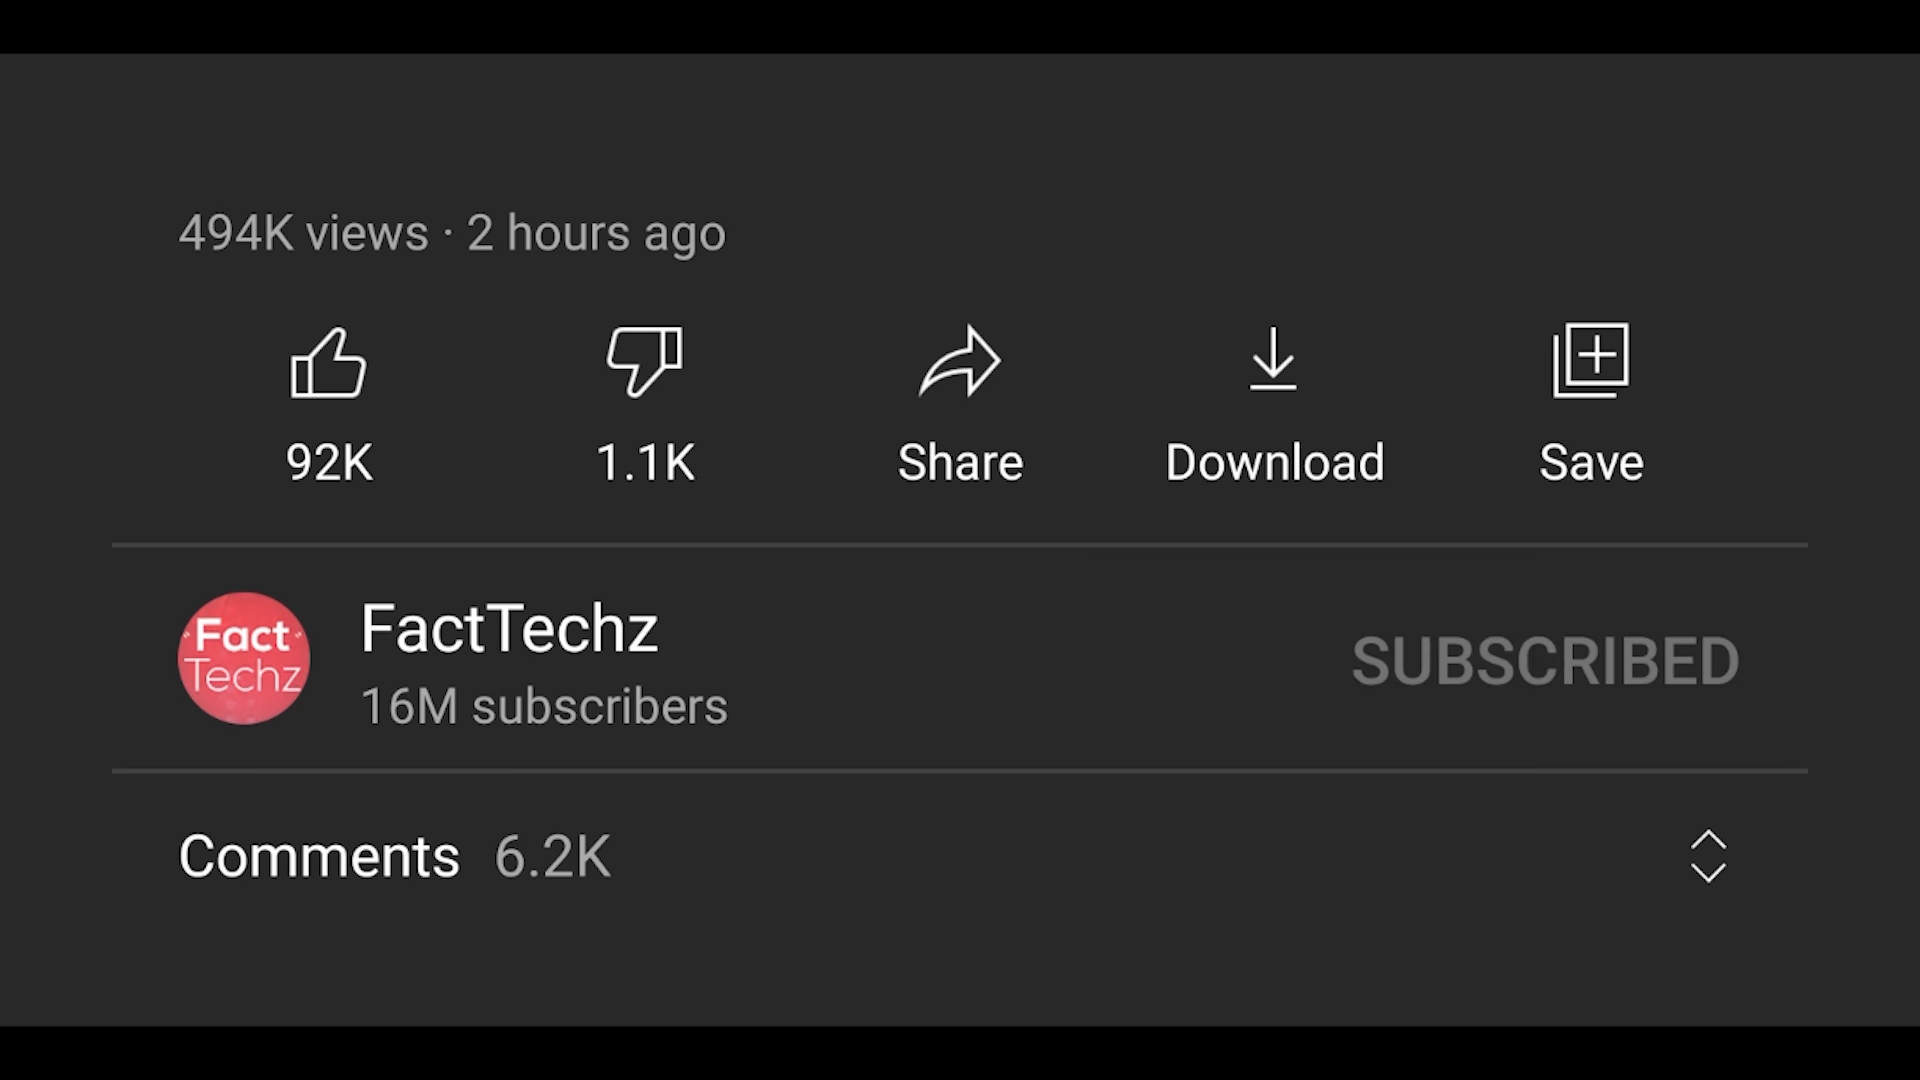 494K views · 2 hours ago
92K 1.1K Share Download Save
Fact
Techz
FactTechz
16M subscribers
SUBSCRIBED
Comments 6.2K